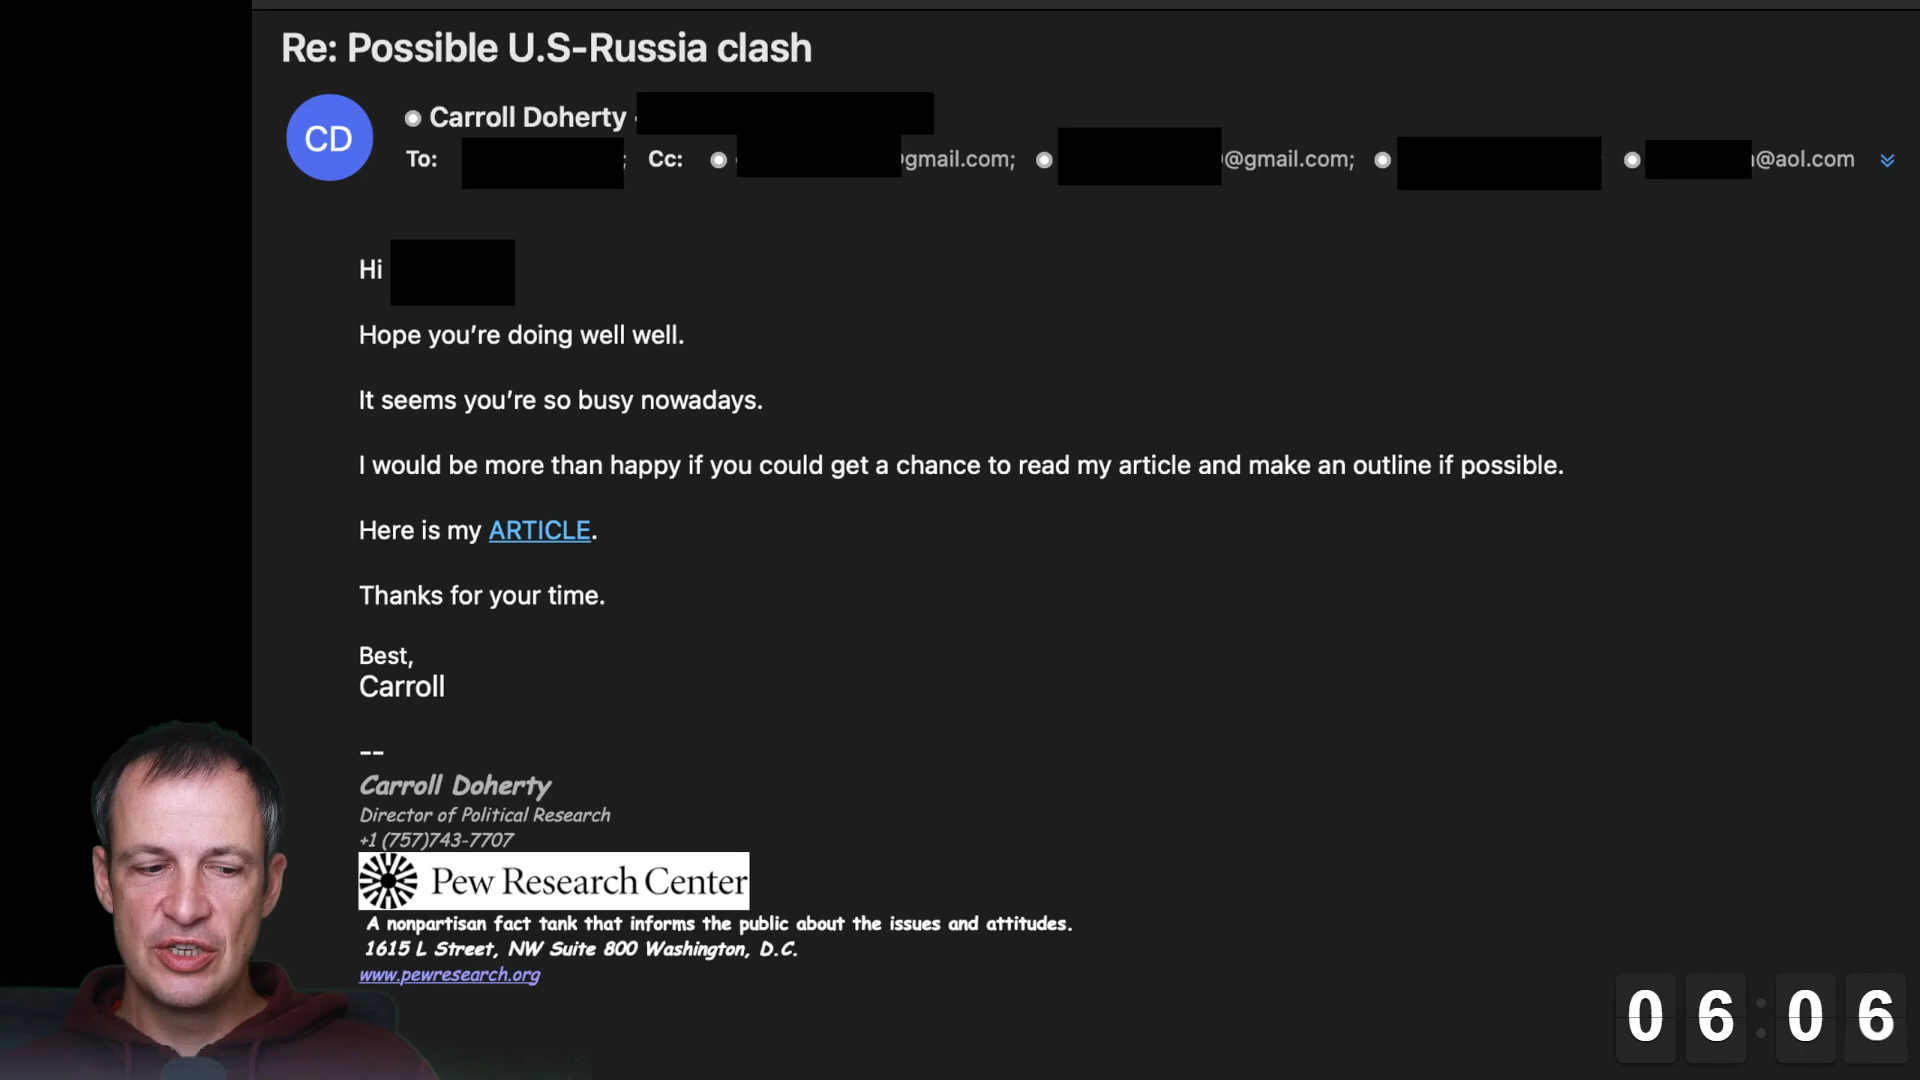 Re: Possible U.S-Russia clash
CD
Carroll Doherty
To: ; Cc: gmail.com; @gmail.com; @aol.com
Hi
Hope you're doing well well.
It seems you're so busy nowadays.
I would be more than happy if you could get a chance to read my article and make an outline if possible.
Here is my ARTICLE.
Thanks for your time.
Best,
Carroll
--
Carroll Doherty
Director of Political Research
+1 (757)743-7707
Pew Research Center
A nonpartisan fact tank that informs the public about the issues and attitudes.
1615 L Street, NW Suite 800 Washington, D.C.
www.pewresearch.org
06:06